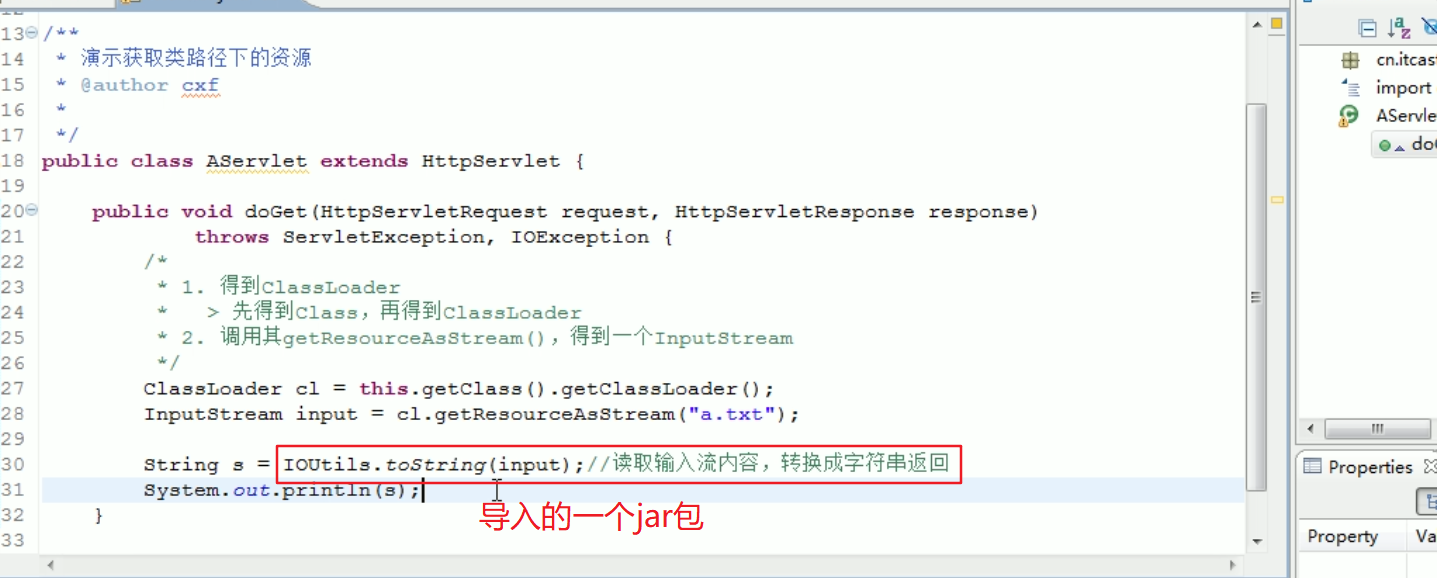 13 /**
14 * 演示获取类路径下的资源
15 * @author cxf
16 *
17 */
18 public class AServlet extends HttpServlet {
19
20 public void doGet(HttpServletRequest request, HttpServletResponse response)
21 throws ServletException, IOException {
22 /*
23 * 1. 得到ClassLoader
24 * > 先得到Class，再得到ClassLoader
25 * 2. 调用其getResourceAsStream()，得到一个InputStream
26 */
27 ClassLoader cl = this.getClass().getClassLoader();
28 InputStream input = cl.getResourceAsStream("a.txt");
29
30 String s = IOUtils.toString(input);//读取输入流内容，转换成字符串返回
31 System.out.println(s);
导入的一个jar包
32 }
33
cn.itcast
import
AServle
do
Properties
Property Va